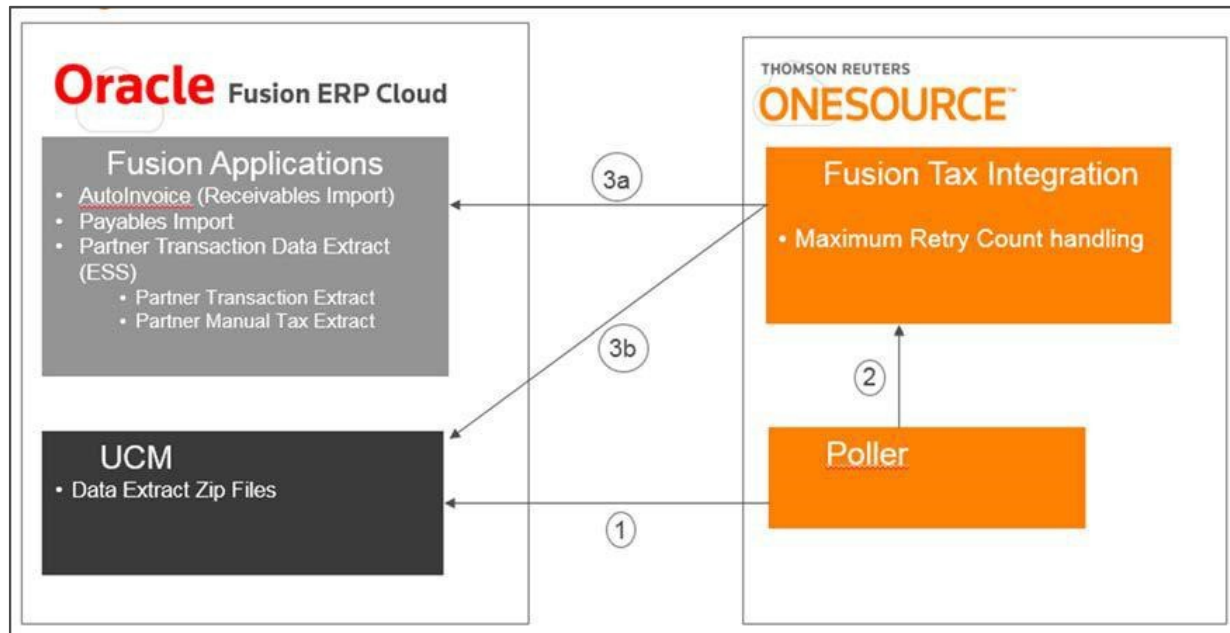 Oracle Fusion ERP Cloud
Fusion Applications
• AutoInvoice (Receivables Import)
• Payables Import
• Partner Transaction Data Extract
(ESS)
• Partner Transaction Extract
• Partner Manual Tax Extract
UCM
• Data Extract Zip Files
3a
3b
1
2
THOMSON REUTERS
ONESOURCE™
Fusion Tax Integration
• Maximum Retry Count handling
Poller